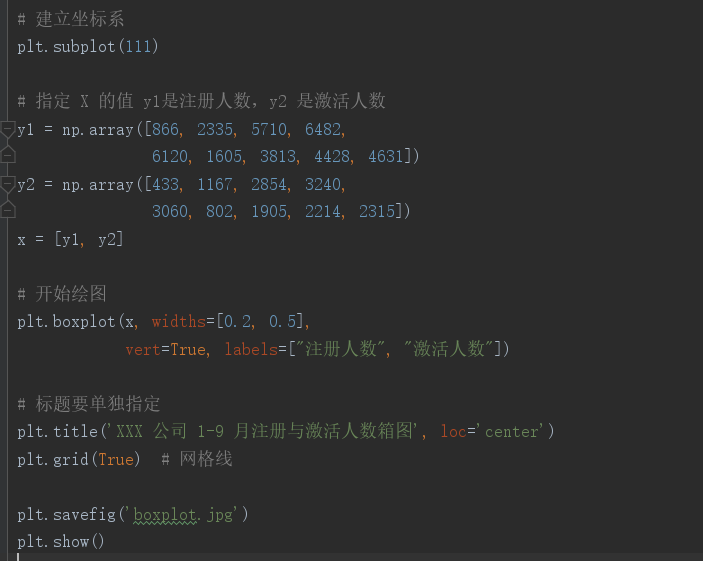 # 建立坐标系
plt.subplot(111)
# 指定 X 的值 y1是注册人数，y2 是激活人数
y1 = np.array([866, 2335, 5710, 6482,
6120, 1605, 3813, 4428, 4631])
y2 = np.array([433, 1167, 2854, 3240,
3060, 802, 1905, 2214, 2315])
x = [y1, y2]
# 开始绘图
plt.boxplot(x, widths=[0.2, 0.5],
vert=True, labels=["注册人数", "激活人数"])
# 标题要单独指定
plt.title('XXX 公司 1-9 月注册与激活人数箱图', loc='center')
plt.grid(True)  # 网格线
plt.savefig('boxplot.jpg')
plt.show()